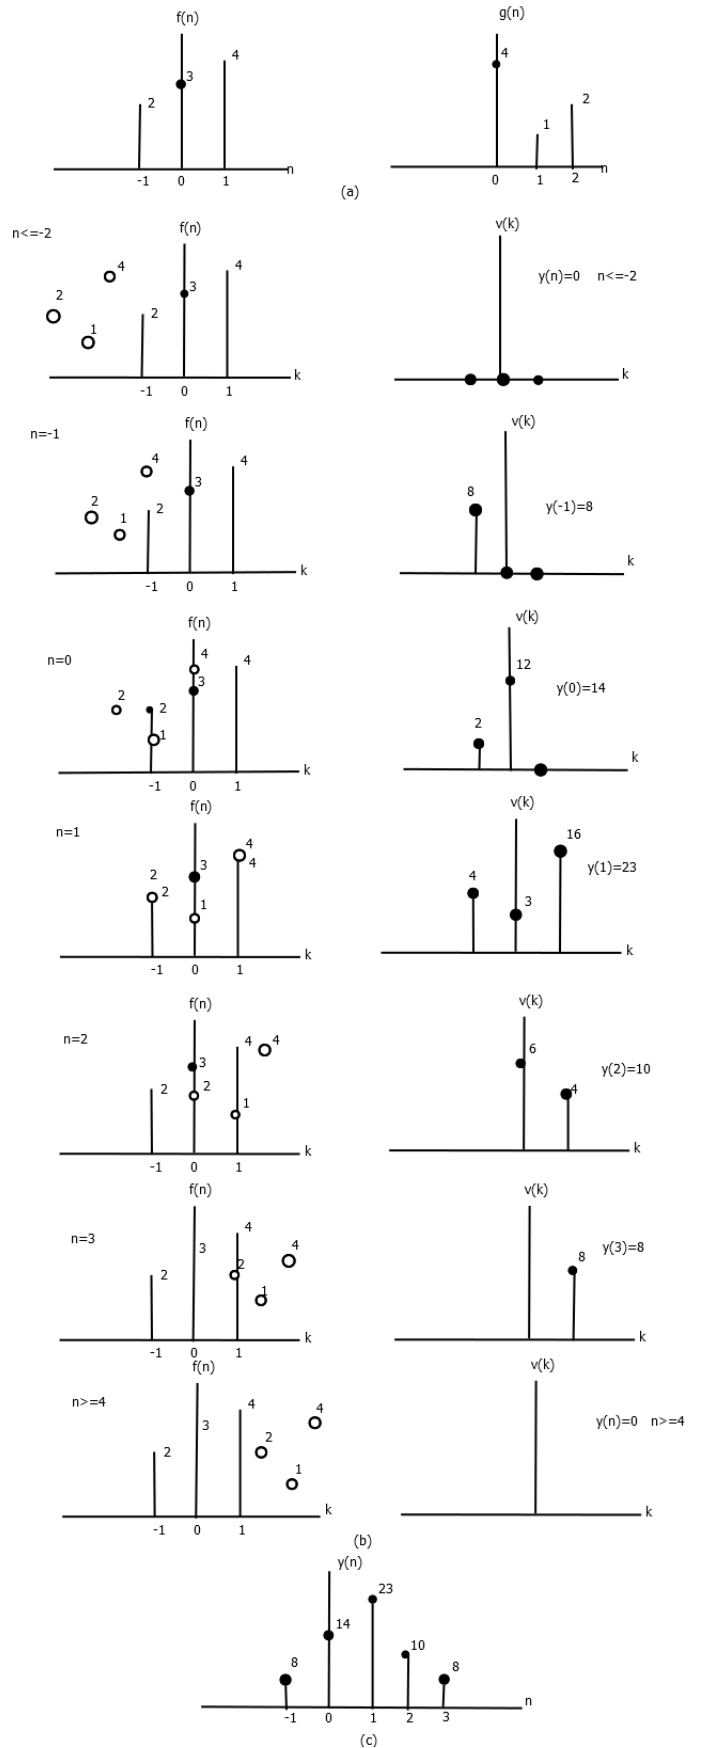 f(n) g(n)
4 4
3
2 2
1
n n
-1 0 1 0 1 2
(a)
n<=-2 f(n) v(k)
4 4 y(n)=0 n<=-2
2 3
1 2
k k
-1 0 1
n=-1 f(n) v(k)
4 4
3 8
2 1 2 y(-1)=8
k k
-1 0 1
n=0 f(n) v(k)
4 4 12
2 3 y(0)=14
2 2
1
k k
-1 0 1
n=1 f(n) v(k)
4 16
3 4 y(1)=23
2 2 4
1 3
k k
-1 0 1
n=2 f(n) v(k)
4 4 6
3 y(2)=10
2 2 4
1
k k
-1 0 1
n=3 f(n) v(k)
4
3 4 y(3)=8
2 2 8
1
k k
-1 0 1
n>=4 f(n) v(k)
4 4 y(n)=0 n>=4
3
2 2
1
k k
-1 0 1
(b)
y(n)
23
14
10
8 8
n
-1 0 1 2 3
(c)